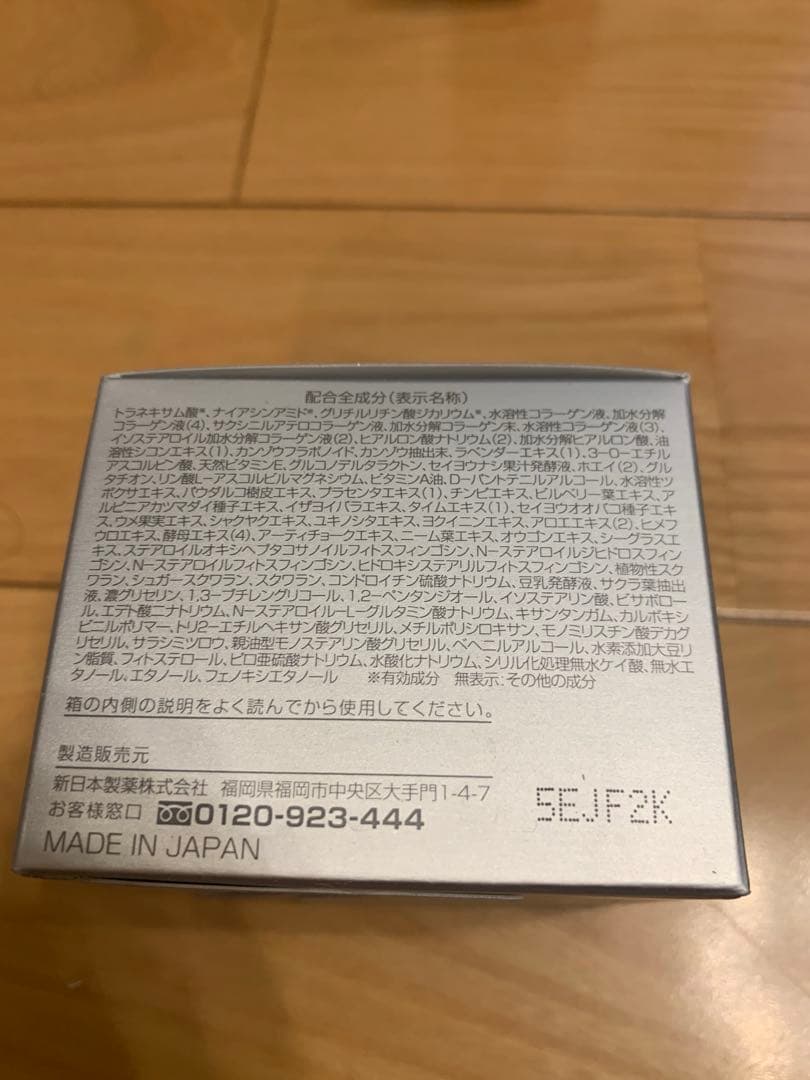 配合全成分(表示名称)
トラネキサム酸*、ナイアシンアミド*、グリチルリチン酸ジカリウム*、水溶性コラーゲン液、加水分解
コラーゲン液(4)、サクシニルアテロコラーゲン液、加水分解コラーゲン末、水溶性コラーゲン液(3)、
イソステアロイル加水分解コラーゲン液(2)、ヒアルロン酸ナトリウム(2)、加水分解ヒアルロン酸、油
溶性シコンエキス(1)、カンゾウフラボノイド、カンゾウ抽出末、ラベンダーエキス(1)、3-O-エチル
アスコルビン酸、天然ビタミンE、グルコノデルタラクトン、セイヨウナシ果汁発酵液、ホエイ(2)、グル
タチオン、リン酸L-アスコルビルマグネシウム、ビタミンA油、D-パントテニルアルコール、水溶性ツ
ボクサエキス、パウダルコ樹皮エキス、プラセンタエキス(1)、チンピエキス、ビルベリー葉エキス、ア
ルピニアカツマダイ種子エキス、イザヨイバラエキス、タイムエキス(1)、セイヨウオオバコ種子エキ
ス、ウメ果実エキス、シャクヤクエキス、ユキノシタエキス、ヨクイニンエキス、アロエエキス(2)、ヒメフ
ウロエキス、酵母エキス(4)、アーティチョークエキス、ニーム葉エキス、オウゴンエキス、シーグラスエ
キス、ステアロイルオキシヘプタコサノイルフィトスフィンゴシン、N-ステアロイルジヒドロスフィン
ゴシン、N-ステアロイルフィトスフィンゴシン、ヒドロキシステアリルフィトスフィンゴシン、植物性スク
ワラン、シュガースクワラン、スクワラン、コンドロイチン硫酸ナトリウム、豆乳発酵液、サクラ葉抽出
液、濃グリセリン、1,3-ブチレングリコール、1,2-ペンタンジオール、イソステアリン酸、ビサボロー
ル、エデト酸二ナトリウム、N-ステアロイル-L-グルタミン酸ナトリウム、キサンタンガム、カルボキシ
ビニルポリマー、トリ2-エチルヘキサン酸グリセリル、メチルポリシロキサン、モノミリスチン酸デカグ
リセリル、サラシミツロウ、親油型モノステアリン酸グリセリル、ベヘニルアルコール、水素添加大豆リ
ン脂質、フィトステロール、ピロ亜硫酸ナトリウム、水酸化ナトリウム、シリル化処理無水ケイ酸、無水エ
タノール、エタノール、フェノキシエタノール ※有効成分 無表示:その他の成分
箱の内側の説明をよく読んでから使用してください。
製造販売元
新日本製薬株式会社 福岡県福岡市中央区大手門1-4-7
お客様窓口 0120-923-444
MADE IN JAPAN
5EJF2K